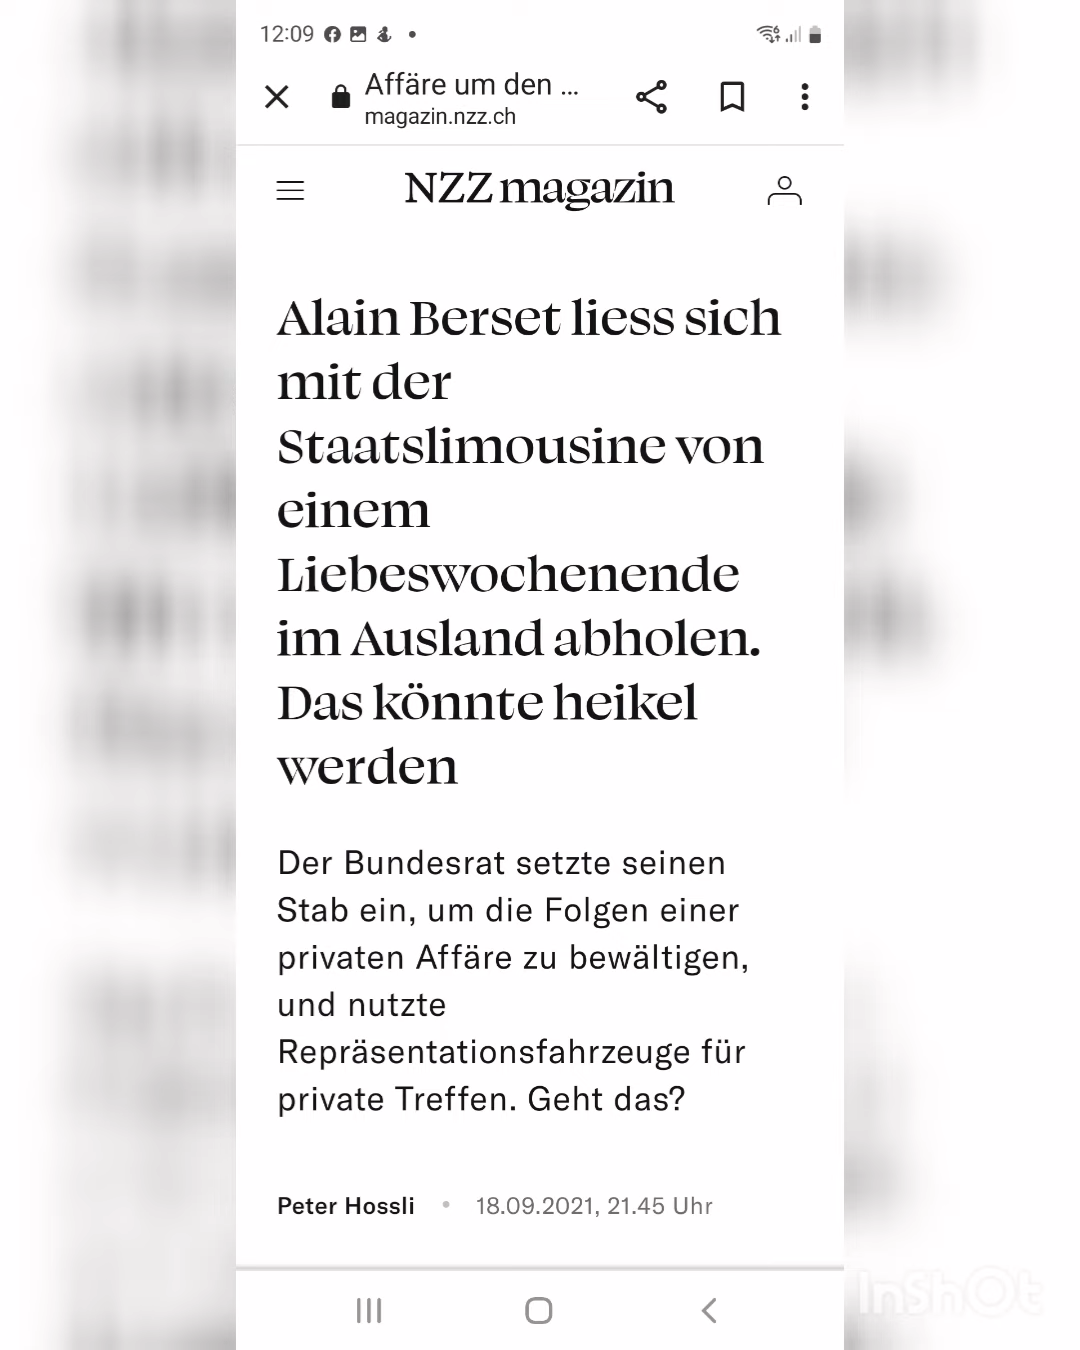 12:09
Affäre um den ...
magazin.nzz.ch
NZZ magazin
Alain Berset liess sich
mit der
Staatslimousine von
einem
Liebeswochenende
im Ausland abholen.
Das könnte heikel
werden
Der Bundesrat setzte seinen
Stab ein, um die Folgen einer
privaten Affäre zu bewältigen,
und nutzte
Repräsentationsfahrzeuge für
private Treffen. Geht das?
Peter Hossli • 18.09.2021, 21.45 Uhr
InShOt